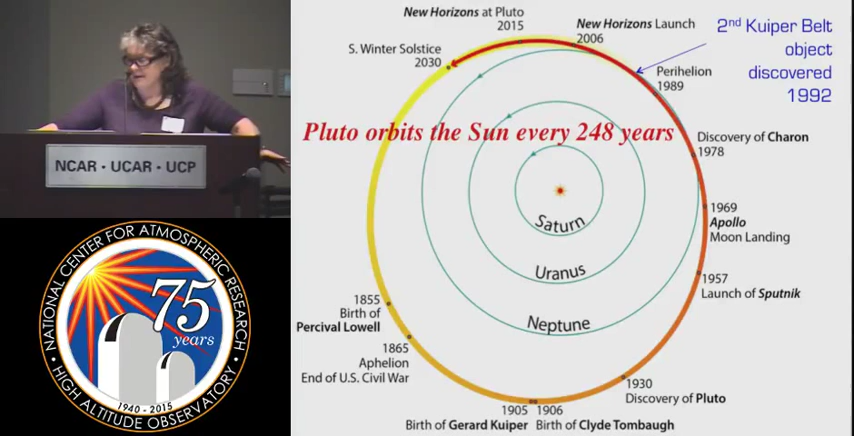 NCAR • UCAR • UCP
NATIONAL CENTER FOR ATMOSPHERIC RESEARCH
75
years
1940 - 2015
• HIGH ALTITUDE OBSERVATORY •
New Horizons at Pluto
2015
New Horizons Launch
2006
2nd Kuiper Belt
object
discovered
1992
S. Winter Solstice
2030
Perihelion
1989
Pluto orbits the Sun every 248 years
Discovery of Charon
1978
1969
Apollo
Moon Landing
Saturn
Uranus
Neptune
1957
Launch of Sputnik
1855
Birth of
Percival Lowell
1865
Aphelion
End of U.S. Civil War
1930
Discovery of Pluto
1905
Birth of Gerard Kuiper
1906
Birth of Clyde Tombaugh